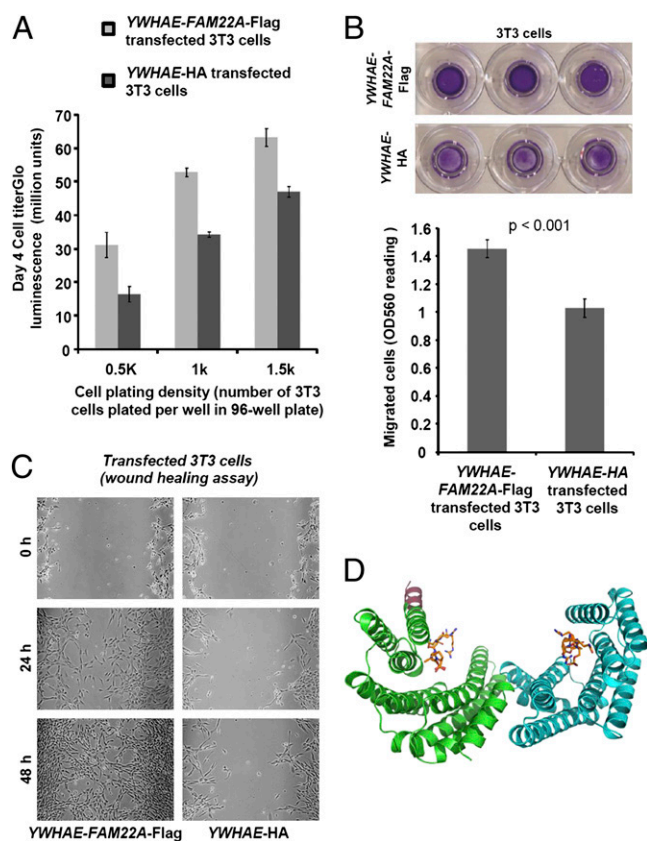 A
YWHAE-FAM22A-Flag
transfected 3T3 cells
YWHAE-HA transfected
3T3 cells
Day 4 Cell titerGlo
luminescence (million units)
70
60
50
40
30
20
10
0
0.5K 1k 1.5k
Cell plating density (number of 3T3
cells plated per well in 96-well plate)
B
3T3 cells
YWHAE-
FAM22A-
Flag
YWHAE-
HA
p < 0.001
Migrated cells (OD560 reading )
1.6
1.4
1.2
1
0.8
0.6
0.4
0.2
0
YWHAE-
FAM22A-Flag
transfected 3T3
cells
YWHAE-HA
transfected
3T3 cells
C
Transfected 3T3 cells
(wound healing assay)
0 h
24 h
48 h
YWHAE-FAM22A-Flag YWHAE-HA
D